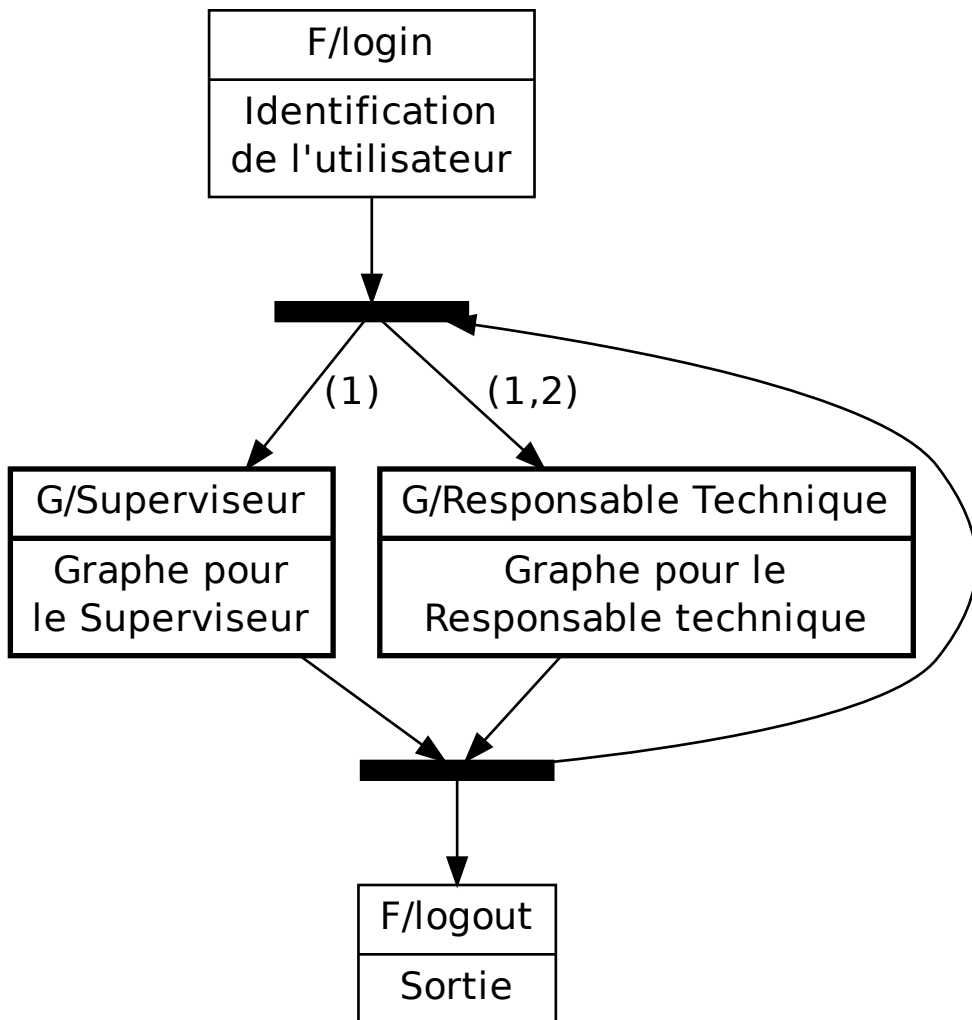 F/login
Identification
de l'utilisateur
(1)
(1,2)
G/Superviseur
Graphe pour
le Superviseur
G/Responsable Technique
Graphe pour le
Responsable technique
F/logout
Sortie